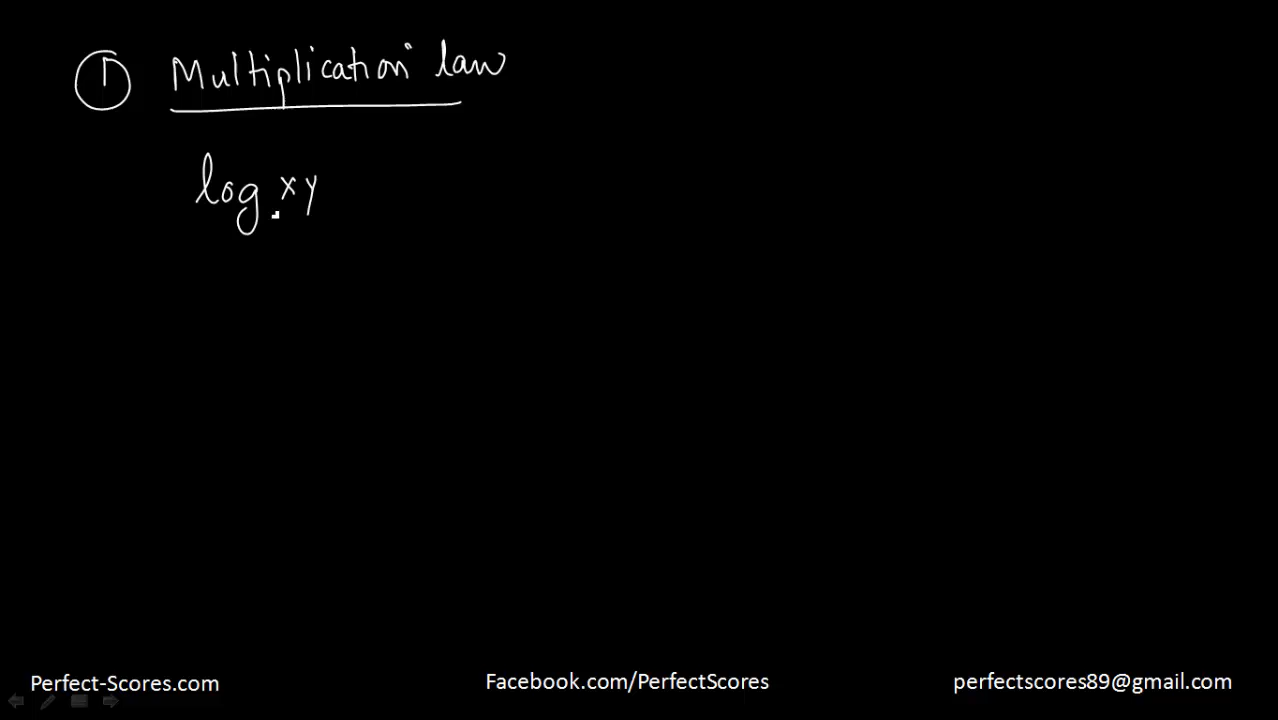 1 Multiplication law
log xy
Perfect-Scores.com
Facebook.com/PerfectScores
perfectscores89@gmail.com